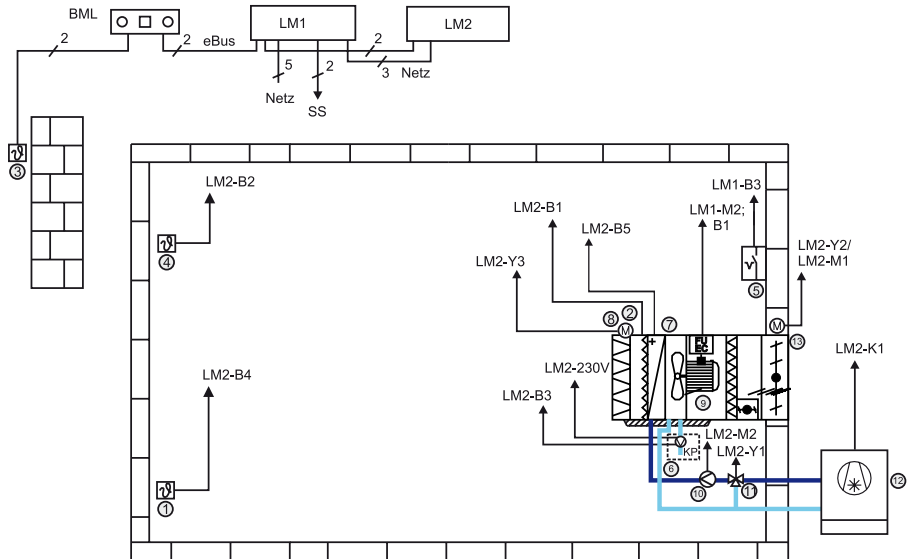 BML
LM1
LM2
2
2
eBus
5
2
2
3
Netz
Netz
SS
3
LM2-B2
4
LM2-B4
1
LM2-B1
LM2-B5
LM2-Y3
LM1-M2;
B1
LM1-B3
5
LM2-Y2/
LM2-M1
8
2
M
7
+
FU
EC
9
M
13
LM2-230V
LM2-B3
KP
6
LM2-M2
LM2-Y1
10
11
LM2-K1
12